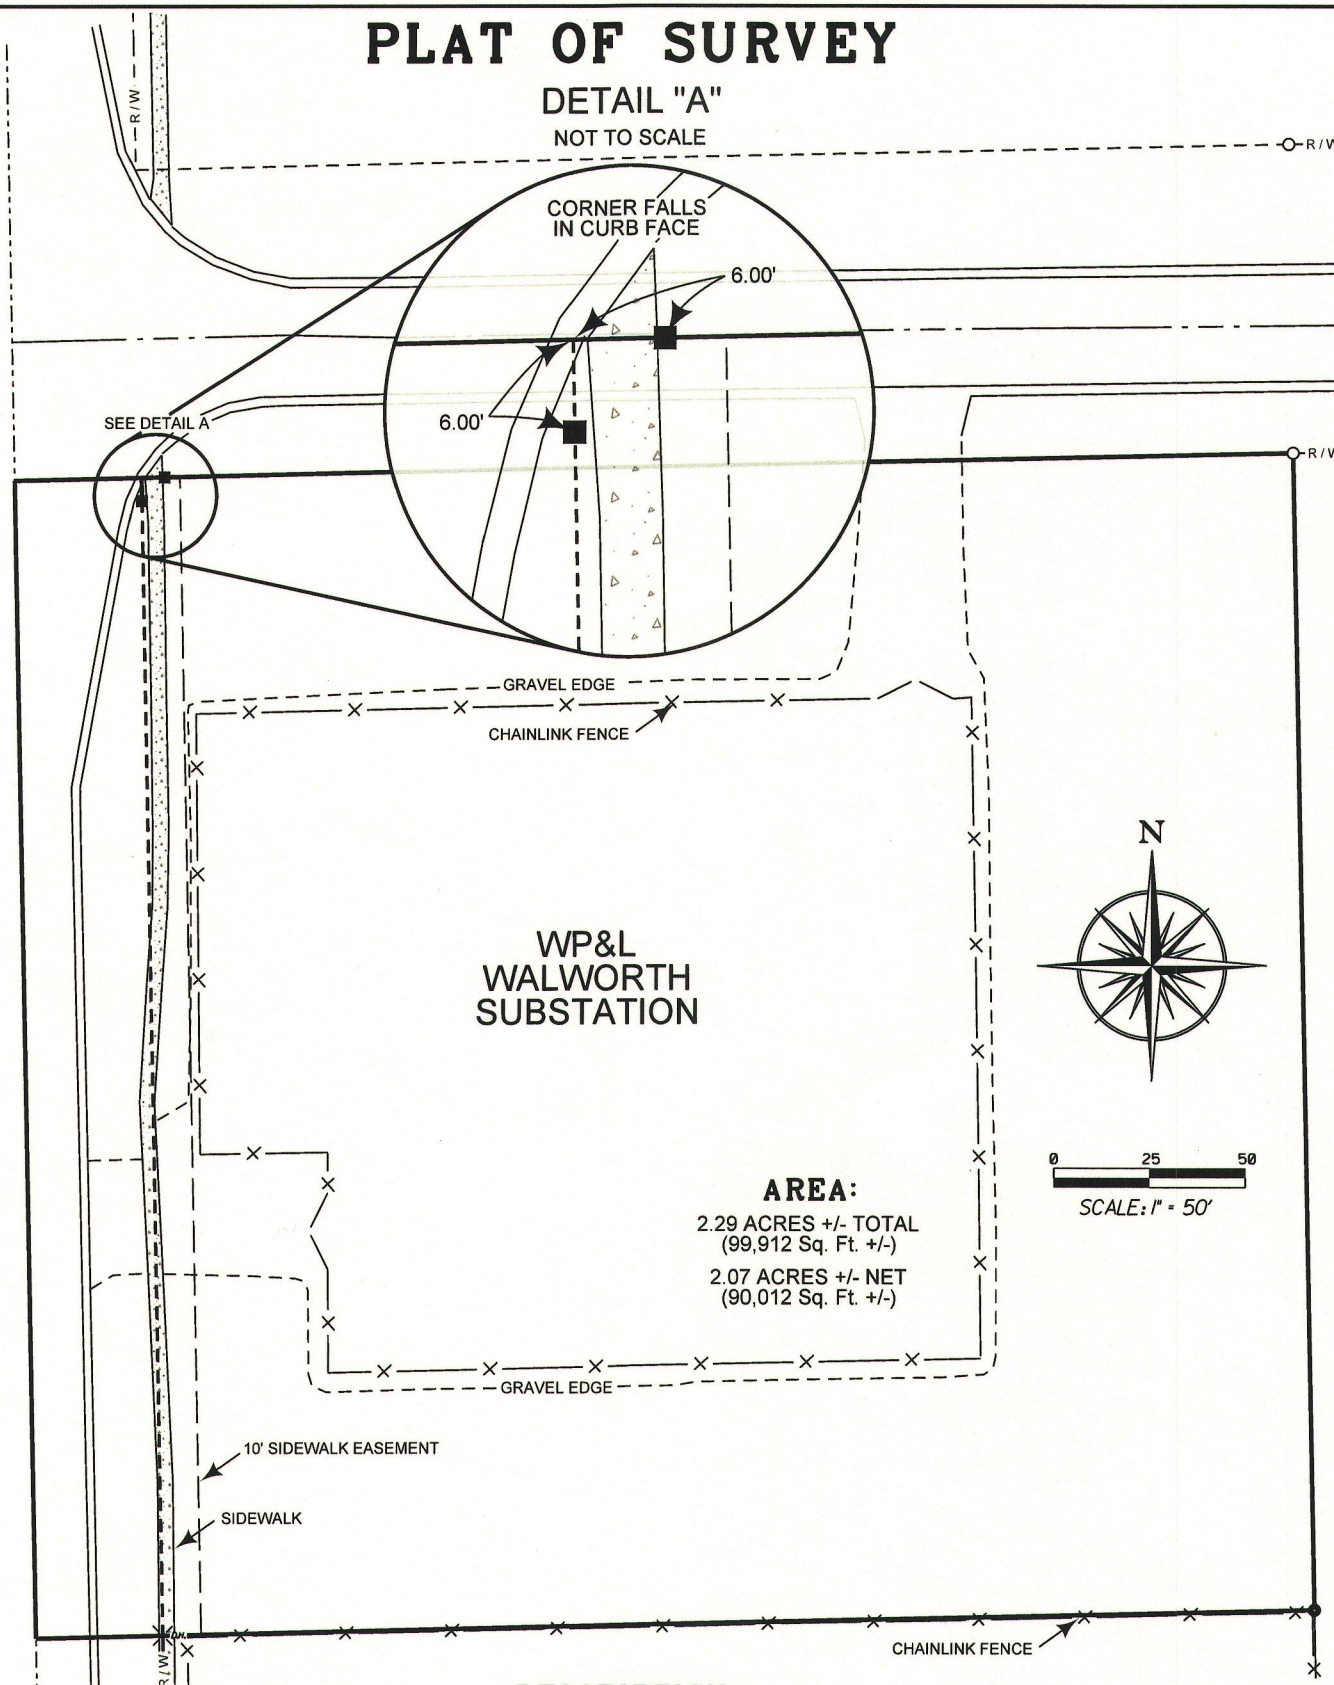 PLAT OF SURVEY
DETAIL "A"
NOT TO SCALE
R/W
R/W
CORNER FALLS
IN CURB FACE
6.00'
6.00'
SEE DETAIL A
R/W
GRAVEL EDGE
CHAINLINK FENCE
N
WP&L
WALWORTH
SUBSTATION
0 25 50
SCALE: 1" = 50'
AREA:
2.29 ACRES +/- TOTAL
(99,912 Sq. Ft. +/-)
2.07 ACRES +/- NET
(90,012 Sq. Ft. +/-)
GRAVEL EDGE
10' SIDEWALK EASEMENT
SIDEWALK
CHAINLINK FENCE
R/W